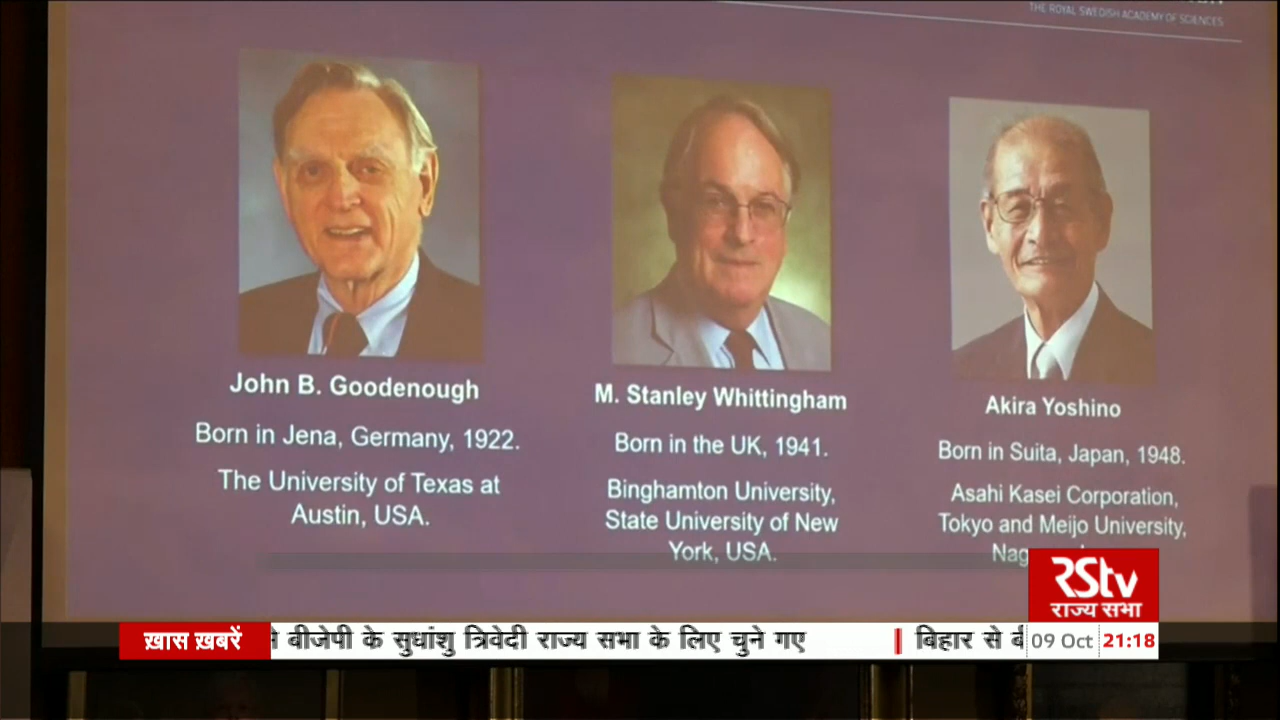 THE ROYAL SWEDISH ACADEMY OF SCIENCES
John B. Goodenough
Born in Jena, Germany, 1922.
The University of Texas at
Austin, USA.
M. Stanley Whittingham
Born in the UK, 1941.
Binghamton University,
State University of New
York, USA.
Akira Yoshino
Born in Suita, Japan, 1948.
Asahi Kasei Corporation,
Tokyo and Meijo University,
RStv
राज्य सभा
ख़ास ख़बरें
बीजेपी के सुधांशु त्रिवेदी राज्य सभा के लिए चुने गए | बिहार से
09 Oct 21:18